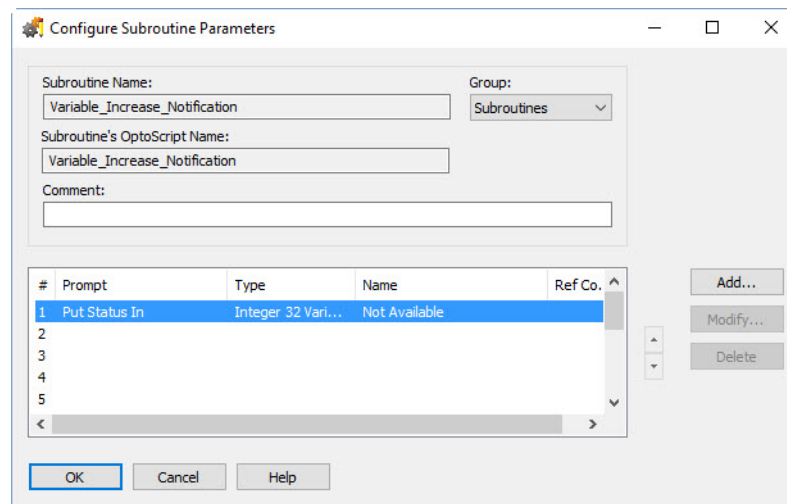 Configure Subroutine Parameters
Subroutine Name: Group:
Variable_Increase_Notification Subroutines
Subroutine's OptoScript Name:
Variable_Increase_Notification
Comment:
# Prompt Type Name Ref Co. Add...
1 Put Status In Integer 32 Vari... Not Available
Modify...
2
3 Delete
4
5
OK Cancel Help